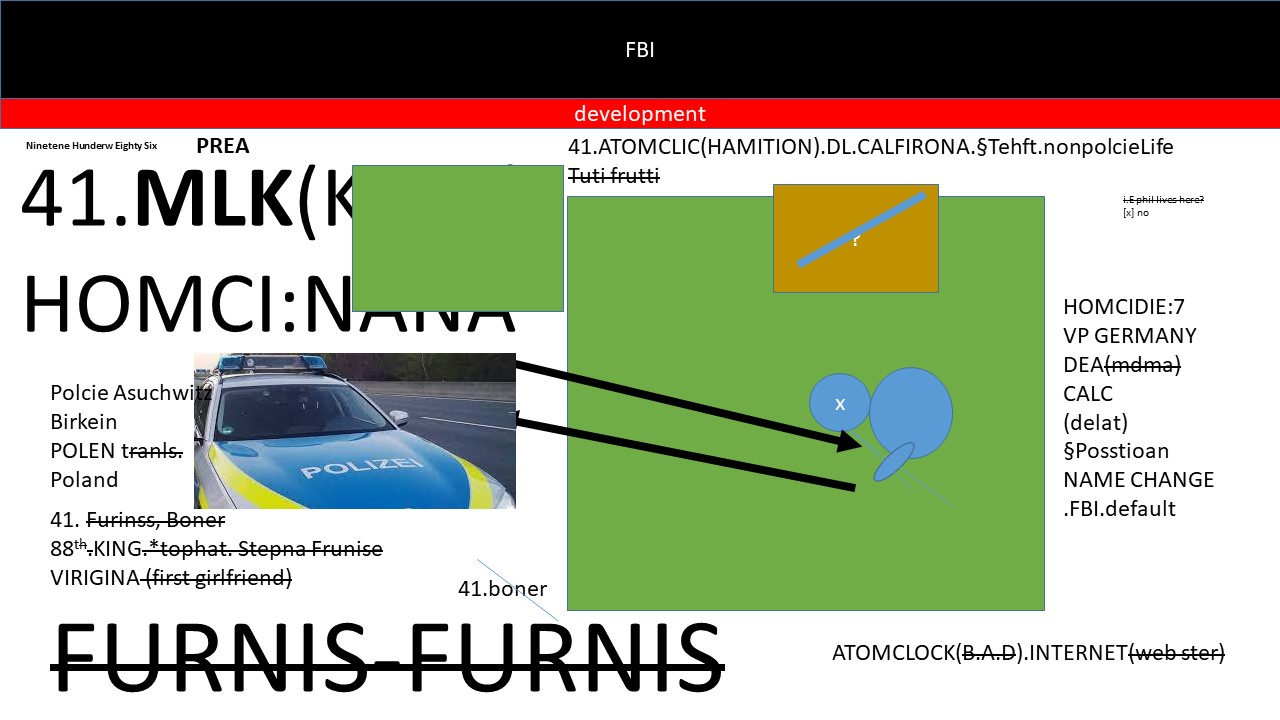 FBI
development
Ninetene Hunderw Eighty Six
PREA
41.ATOMCLIC(HAMITION).DL.CALFIRONA.§Tehft.nonpolcieLife
Tuti frutti
41.MLK(
?
i.E phil lives here?
[x] no
HOMCI:NANA
HOMCIDIE:7
VP GERMANY
DEA(mdma)
CALC
(delat)
§Posstioan
NAME CHANGE
.FBI.default
Polcie Asuchwitz
Birkein
POLEN tranls.
Poland
POLIZEI
X
41. Furinss, Boner
88th.KING.*tophat. Stepna Frunise
VIRIGINA (first girlfriend)
41.boner
FURNIS-FURNIS
ATOMCLOCK(B.A.D).INTERNET(web ster)